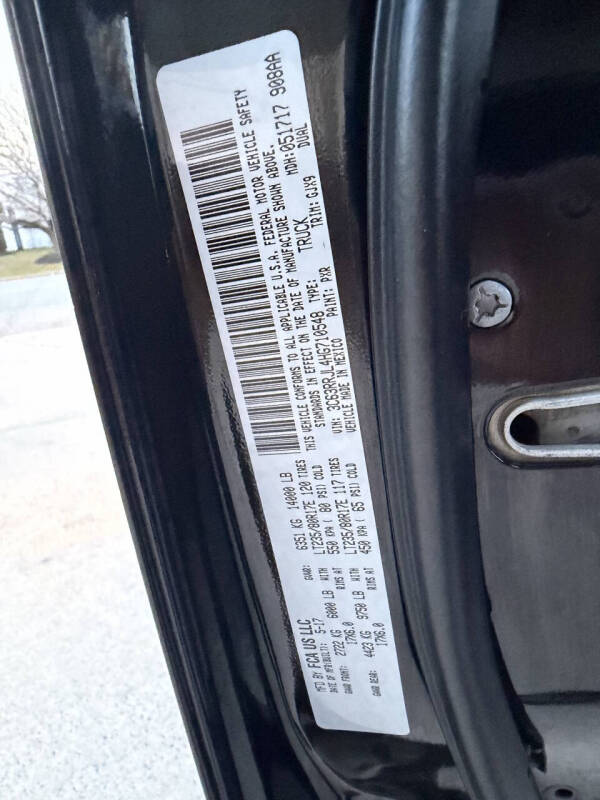 MFD BY FCA US LLC
DATE OF MFR(BUILT): 5-17 GVWR: 6351 KG 14000 LB
GAWR FRONT: 2722 KG 6000 LB WITH LT235/80R17E 120 TIRES
17X6.0 RIMS AT 550 KPA ( 80 PSI) COLD
GAWR REAR: 4423 KG 9750 LB WITH LT235/80R17E 117 TIRES
17X6.0 RIMS AT 450 KPA ( 65 PSI) COLD
THIS VEHICLE CONFORMS TO ALL APPLICABLE U.S.A. FEDERAL MOTOR VEHICLE SAFETY
STANDARDS IN EFFECT ON THE DATE OF MANUFACTURE SHOWN ABOVE.
VIN: 3C63RRJL4HG710548 TYPE: TRUCK MDH: 051717 908AA
DUAL
VEHICLE MADE IN MEXICO PAINT: PXR TRIM: GJX9